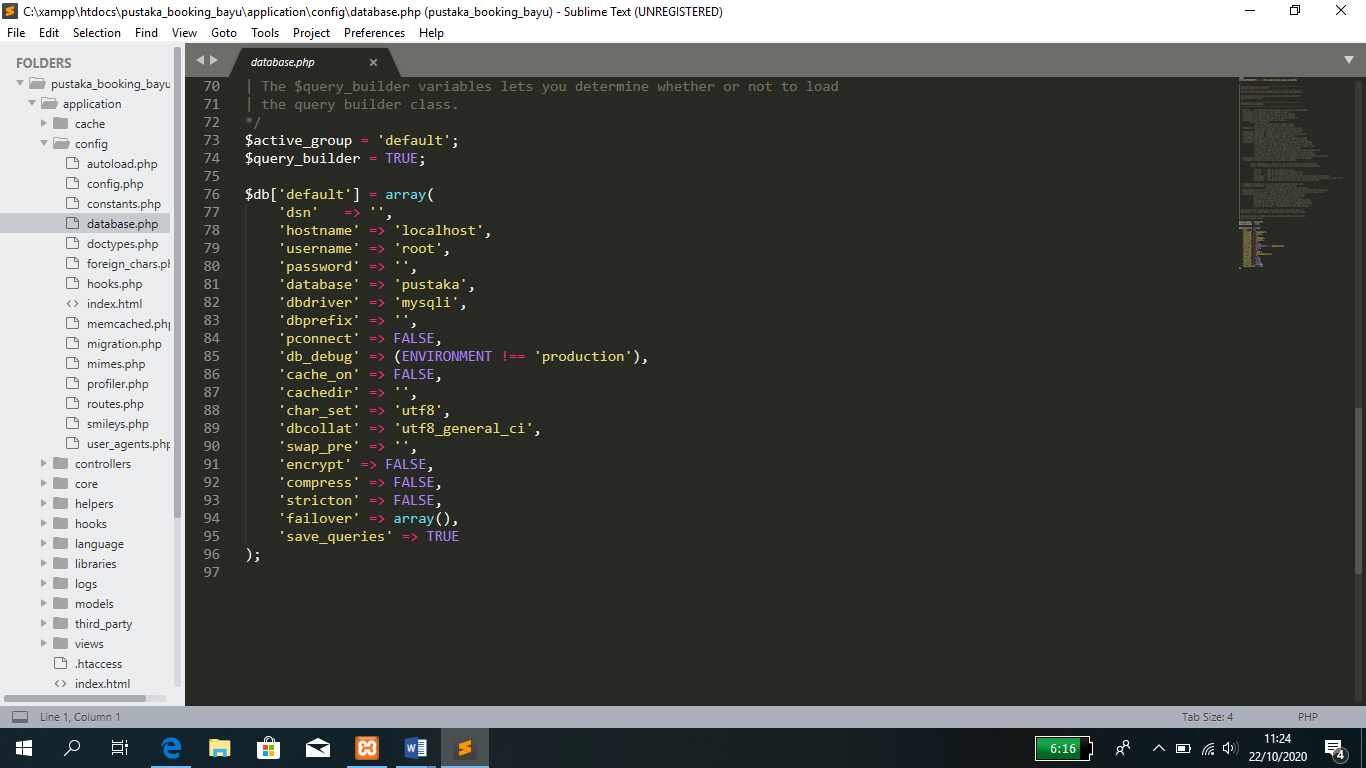 C:\xampp\htdocs\pustaka_booking_bayu\application\config\database.php (pustaka_booking_bayu) - Sublime Text (UNREGISTERED)
File Edit Selection Find View Goto Tools Project Preferences Help
FOLDERS
pustaka_booking_bayu
application
cache
config
autoload.php
config.php
constants.php
database.php
doctypes.php
foreign_chars.ph
hooks.php
index.html
memcached.php
migration.php
mimes.php
profiler.php
routes.php
smileys.php
user_agents.php
controllers
core
helpers
hooks
language
libraries
logs
models
third_party
views
.htaccess
index.html
database.php
70 | The $query_builder variables lets you determine whether or not to load
71 | the query builder class.
72 */
73 $active_group = 'default';
74 $query_builder = TRUE;
75
76 $db['default'] = array(
77 'dsn' => '',
78 'hostname' => 'localhost',
79 'username' => 'root',
80 'password' => '',
81 'database' => 'pustaka',
82 'dbdriver' => 'mysqli',
83 'dbprefix' => '',
84 'pconnect' => FALSE,
85 'db_debug' => (ENVIRONMENT !== 'production'),
86 'cache_on' => FALSE,
87 'cachedir' => '',
88 'char_set' => 'utf8',
89 'dbcollat' => 'utf8_general_ci',
90 'swap_pre' => '',
91 'encrypt' => FALSE,
92 'compress' => FALSE,
93 'stricton' => FALSE,
94 'failover' => array(),
95 'save_queries' => TRUE
96 );
97
Line 1, Column 1
Tab Size: 4 PHP
6:16
11:24
22/10/2020
4